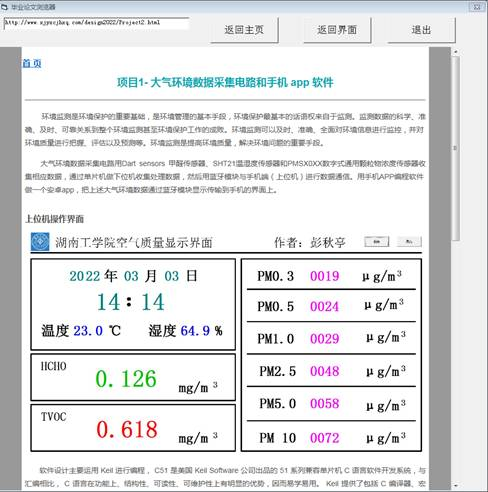 毕业论文浏览器
http://www.xjyxcjhzq.com/design2022/Project2.html
返回主页
返回界面
退出
首页
项目1- 大气环境数据采集电路和手机 app 软件
环境监测是环境保护的重要基础，是环境管理的基本手段，环境保护最基本的话语权来自于监测。监测数据的科学、准
确、及时、可靠关系到整个环境监测甚至环境保护工作的成败。环境监测可以及时、准确、全面对环境信息进行监控，并对
环境质量进行把握、评估以及预测等。环境监测是提高环境质量，解决环境问题的重要手段。
大气环境数据采集电路用Dart sensors 甲醛传感器、SHT21温湿度传感器和PMSX0XX数字式通用颗粒物浓度传感器收
集相应数据，通过单片机做下位机收集处理数据，然后用蓝牙模块与手机端（上位机）进行数据通信。用手机APP编程软件
做一个安卓app，把上述大气环境数据通过蓝牙模块显示传输到手机的界面上。
上位机操作界面
湖南工学院空气质量显示界面
作者：彭秋亭
2022 年 03 月 03 日
14：14
温度 23.0 ℃ 湿度 64.9 %
HCHO
0.126 mg/m3
TVOC
0.618 mg/m3
PM0.3 0019 μg/m3
PM0.5 0024 μg/m3
PM1.0 0029 μg/m3
PM2.5 0048 μg/m3
PM5.0 0058 μg/m3
PM 10 0072 μg/m3
软件设计主要运用 Keil 进行编程， C51 是美国 Keil Software 公司出品的 51 系列兼容单片机 C 语言软件开发系统，与
汇编相比， C 语言在功能上、结构性、可读性、可维护性上有明显的优势，因而易学易用。 Keil 提供了包括 C 编译器、宏